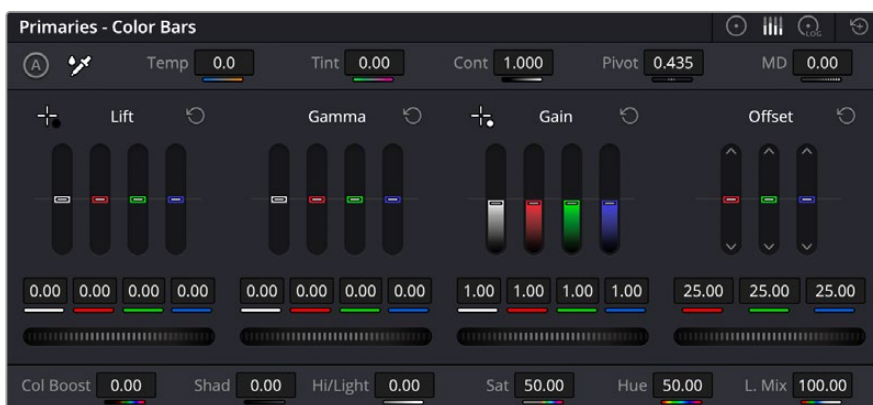 Primaries - Color Bars
LOG
A
Temp 0.0 Tint 0.00 Cont 1.000 Pivot 0.435 MD 0.00
Lift Gamma Gain Offset
0.00 0.00 0.00 0.00 0.00 0.00 0.00 0.00 1.00 1.00 1.00 1.00 25.00 25.00 25.00
Col Boost 0.00 Shad 0.00 Hi/Light 0.00 Sat 50.00 Hue 50.00 L. Mix 100.00